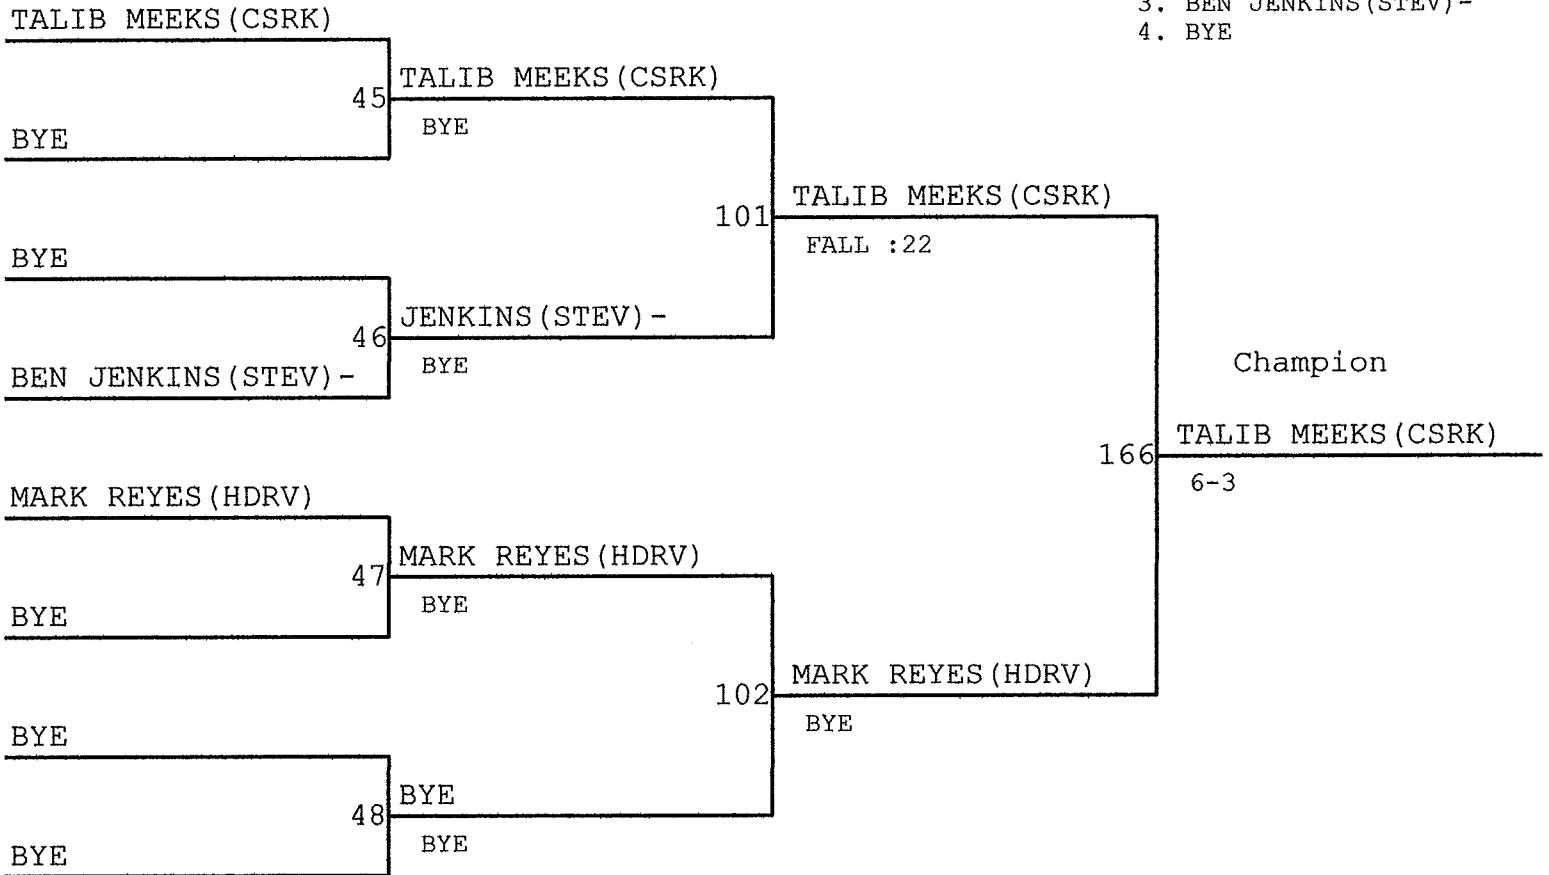 TALIB MEEKS(CSRK)
3. BEN JENKINS(STEV)-
4. BYE
45
TALIB MEEKS(CSRK)
BYE
BYE
101
TALIB MEEKS(CSRK)
FALL :22
BYE
46
JENKINS(STEV)-
BYE
BEN JENKINS(STEV)-
Champion
166
TALIB MEEKS(CSRK)
6-3
MARK REYES(HDRV)
47
MARK REYES(HDRV)
BYE
BYE
102
MARK REYES(HDRV)
BYE
BYE
48
BYE
BYE
BYE